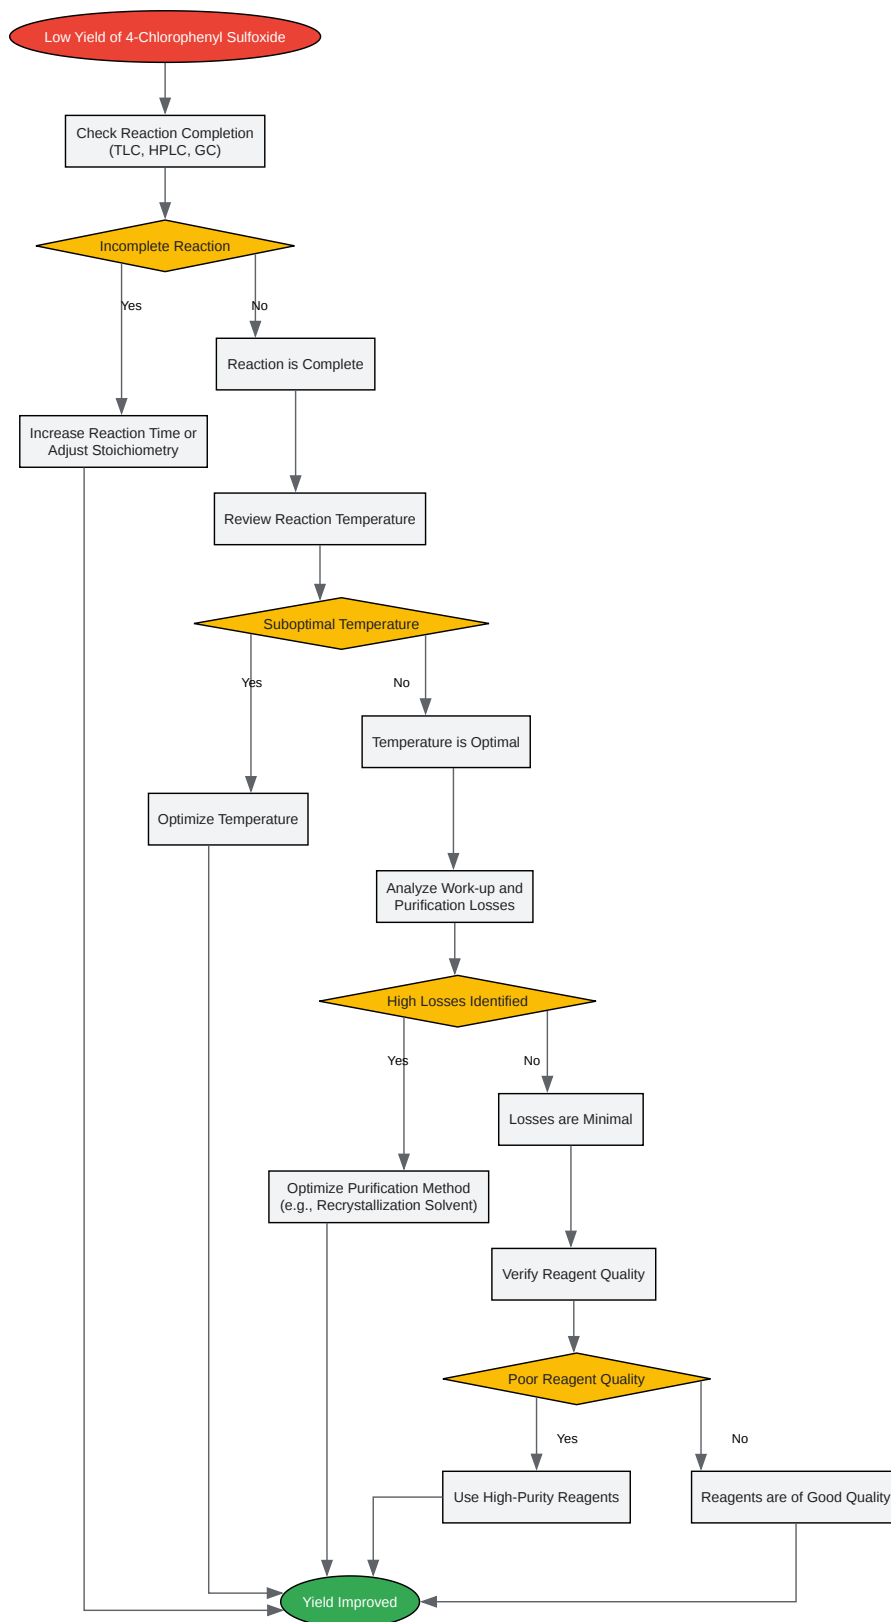 Low Yield of 4-Chlorophenyl Sulfoxide
Check Reaction Completion
(TLC, HPLC, GC)
Incomplete Reaction
Yes
No
Reaction is Complete
Increase Reaction Time or
Adjust Stoichiometry
Review Reaction Temperature
Suboptimal Temperature
Yes
No
Temperature is Optimal
Optimize Temperature
Analyze Work-up and
Purification Losses
High Losses Identified
Yes
No
Losses are Minimal
Optimize Purification Method
(e.g., Recrystallization Solvent)
Verify Reagent Quality
Poor Reagent Quality
Yes
No
Use High-Purity Reagents
Reagents are of Good Quality
Yield Improved